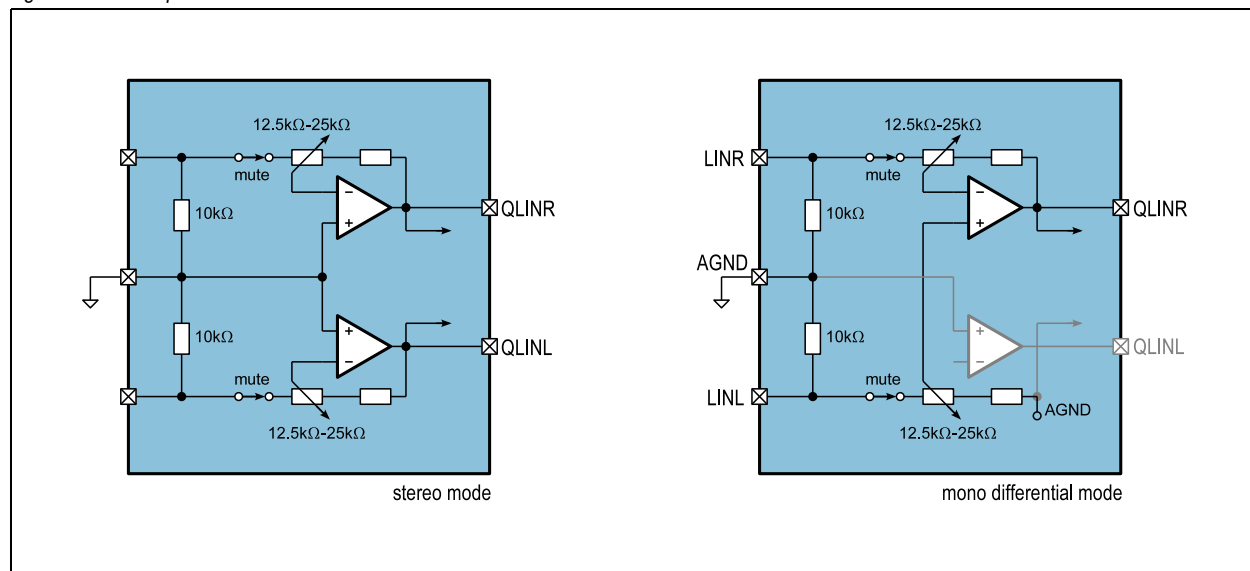 12.5kΩ-25kΩ
mute
10kΩ
QLINR
10kΩ
QLINL
mute
12.5kΩ-25kΩ
stereo mode
12.5kΩ-25kΩ
LINR
mute
10kΩ
QLINR
AGND
10kΩ
QLINL
mute
LINL
AGND
12.5kΩ-25kΩ
mono differential mode